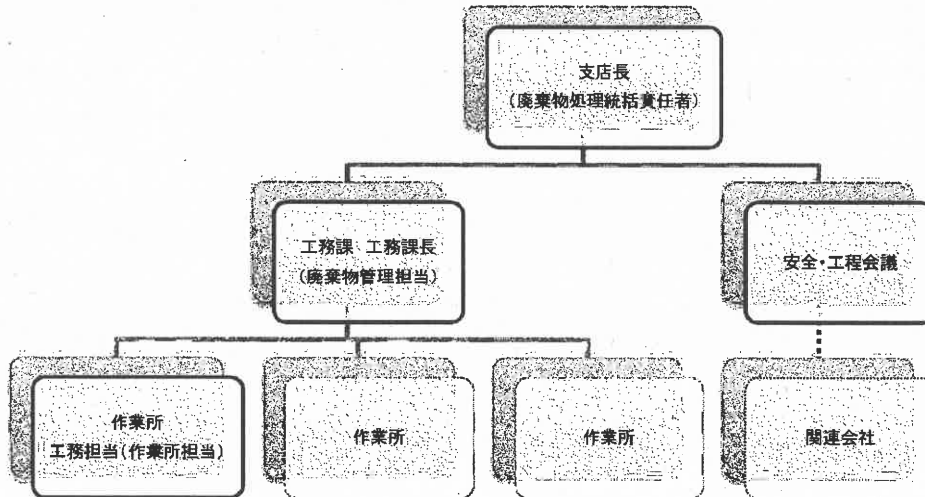 支店長
(廃棄物処理統括責任者)
工務課 工務課長
(廃棄物管理担当)
安全・工程会議
作業所
工務担当(作業所担当)
作業所
作業所
関連会社